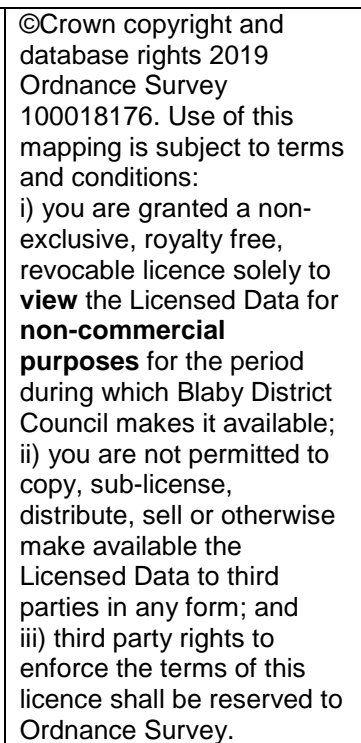 ©Crown copyright and
database rights 2019
Ordnance Survey
100018176. Use of this
mapping is subject to terms
and conditions:
i) you are granted a non-
exclusive, royalty free,
revocable licence solely to
view the Licensed Data for
non-commercial
purposes for the period
during which Blaby District
Council makes it available;
ii) you are not permitted to
copy, sub-license,
distribute, sell or otherwise
make available the
Licensed Data to third
parties in any form; and
iii) third party rights to
enforce the terms of this
licence shall be reserved to
Ordnance Survey.